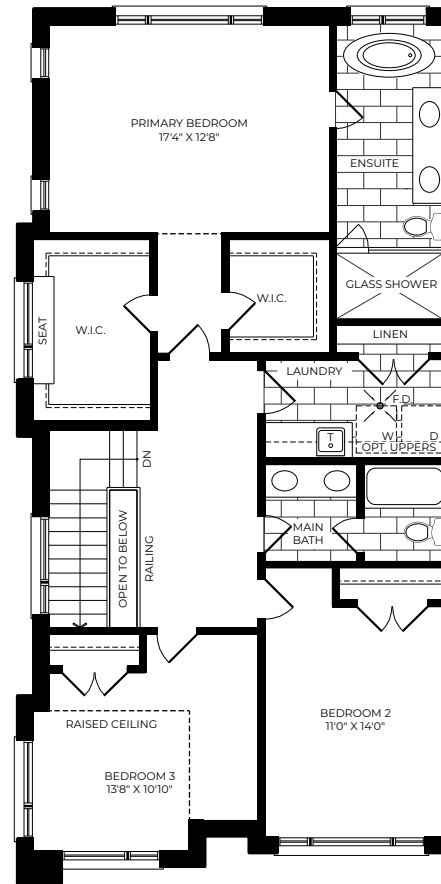 PRIMARY BEDROOM
17'4" X 12'8"
ENSUITE
GLASS SHOWER
W.I.C.
SEAT
W.I.C.
LINEN
LAUNDRY
F.D.
W
D
T
OPT. UPPERS
DN
OPEN TO BELOW
RAILING
MAIN
BATH
RAISED CEILING
BEDROOM 2
11'0" X 14'0"
BEDROOM 3
13'8" X 10'10"